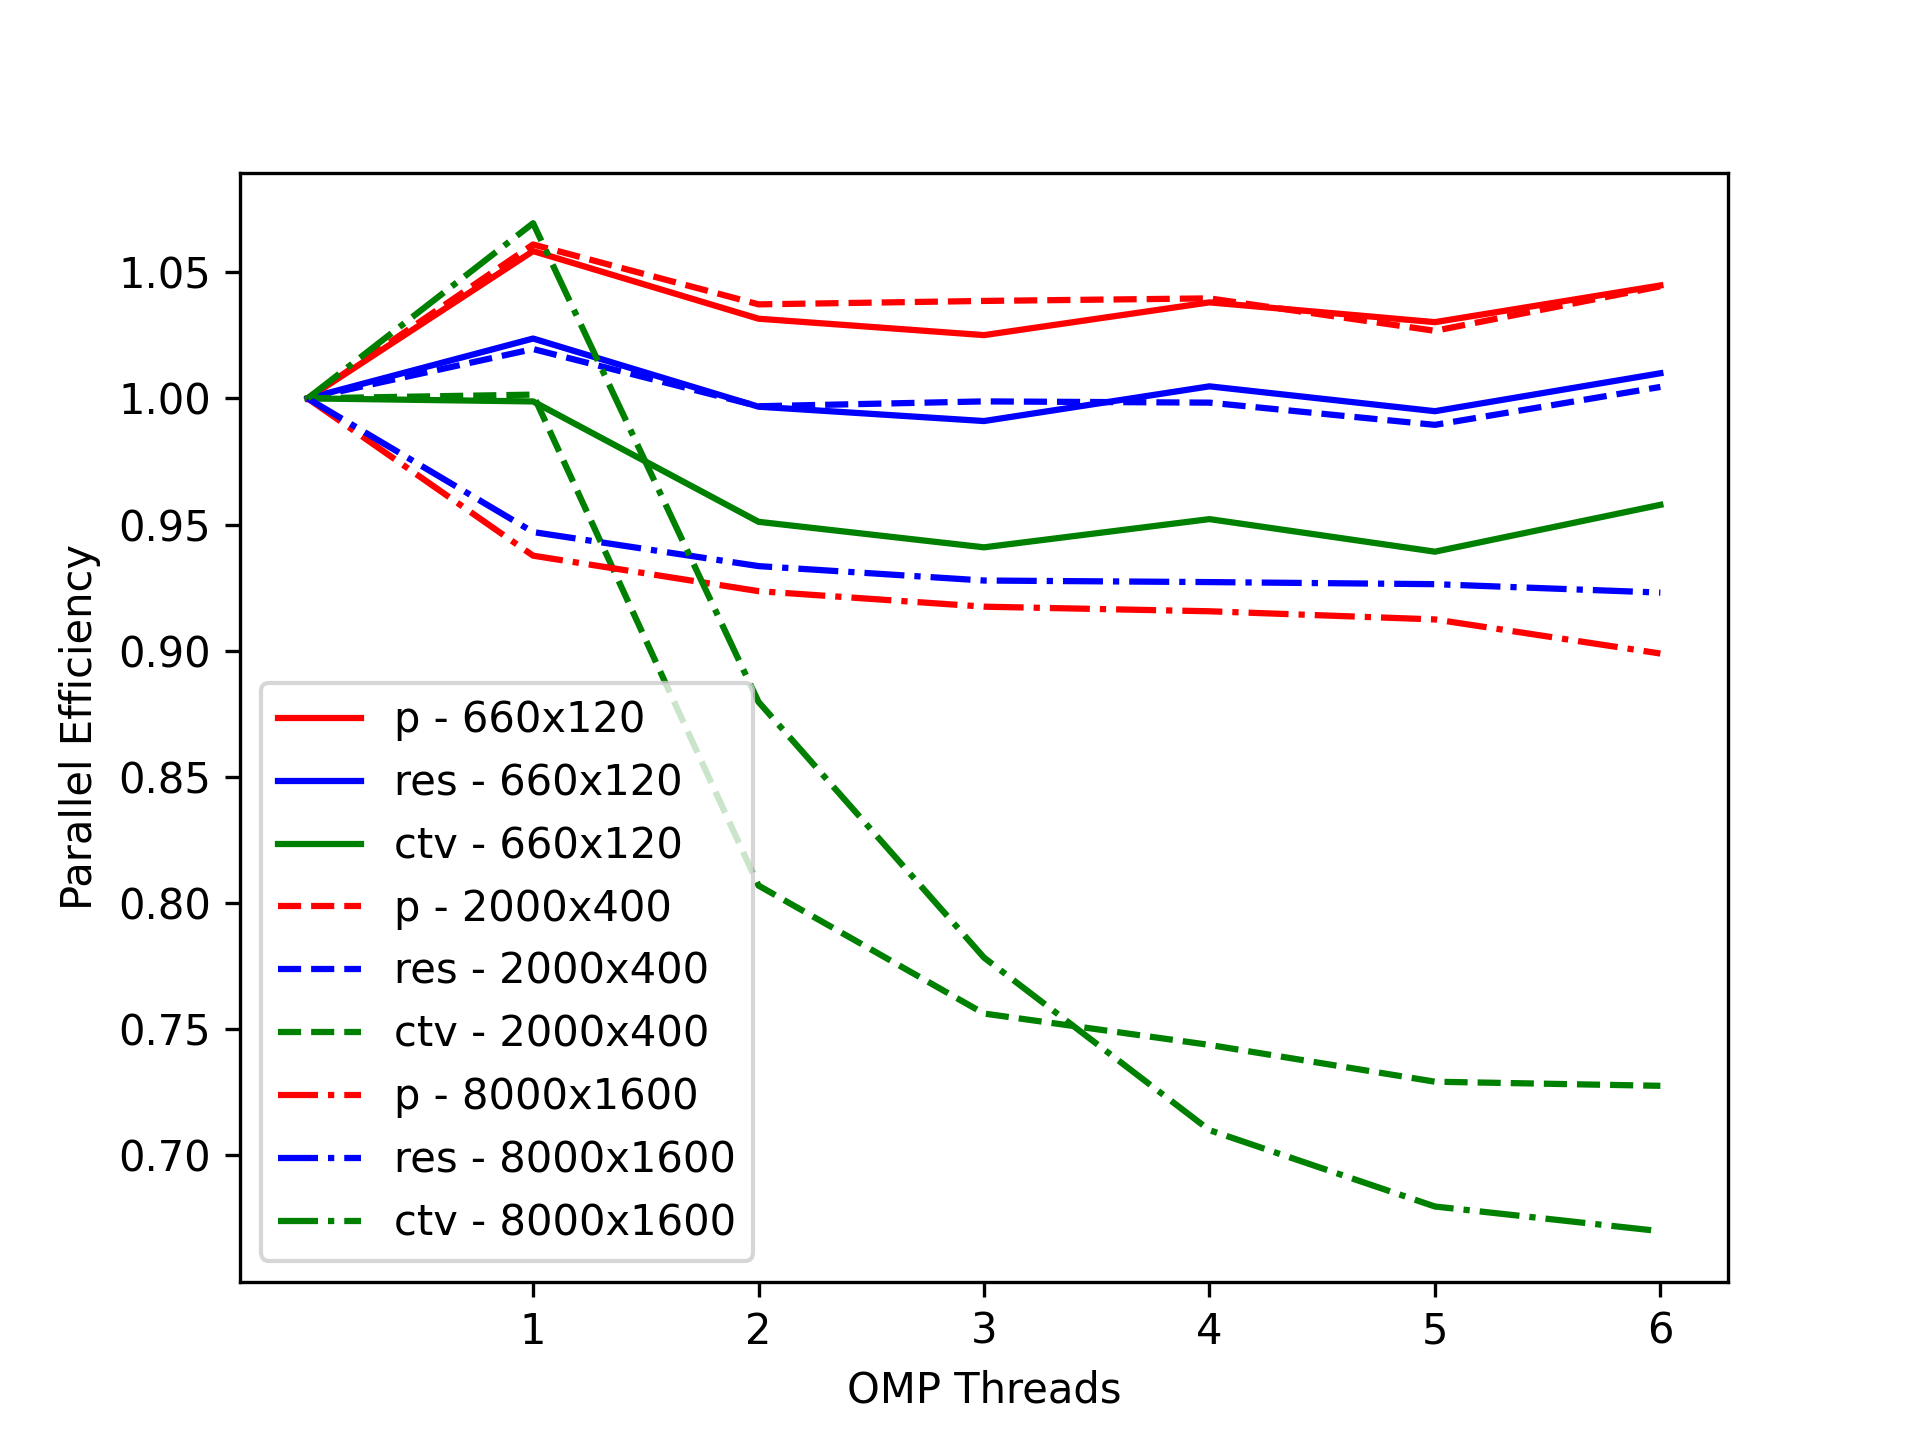 1.05
1.00
0.95
0.90
0.85
0.80
0.75
0.70
Parallel Efficiency
p - 660x120
res - 660x120
ctv - 660x120
p - 2000x400
res - 2000x400
ctv - 2000x400
p - 8000x1600
res - 8000x1600
ctv - 8000x1600
1 2 3 4 5 6
OMP Threads